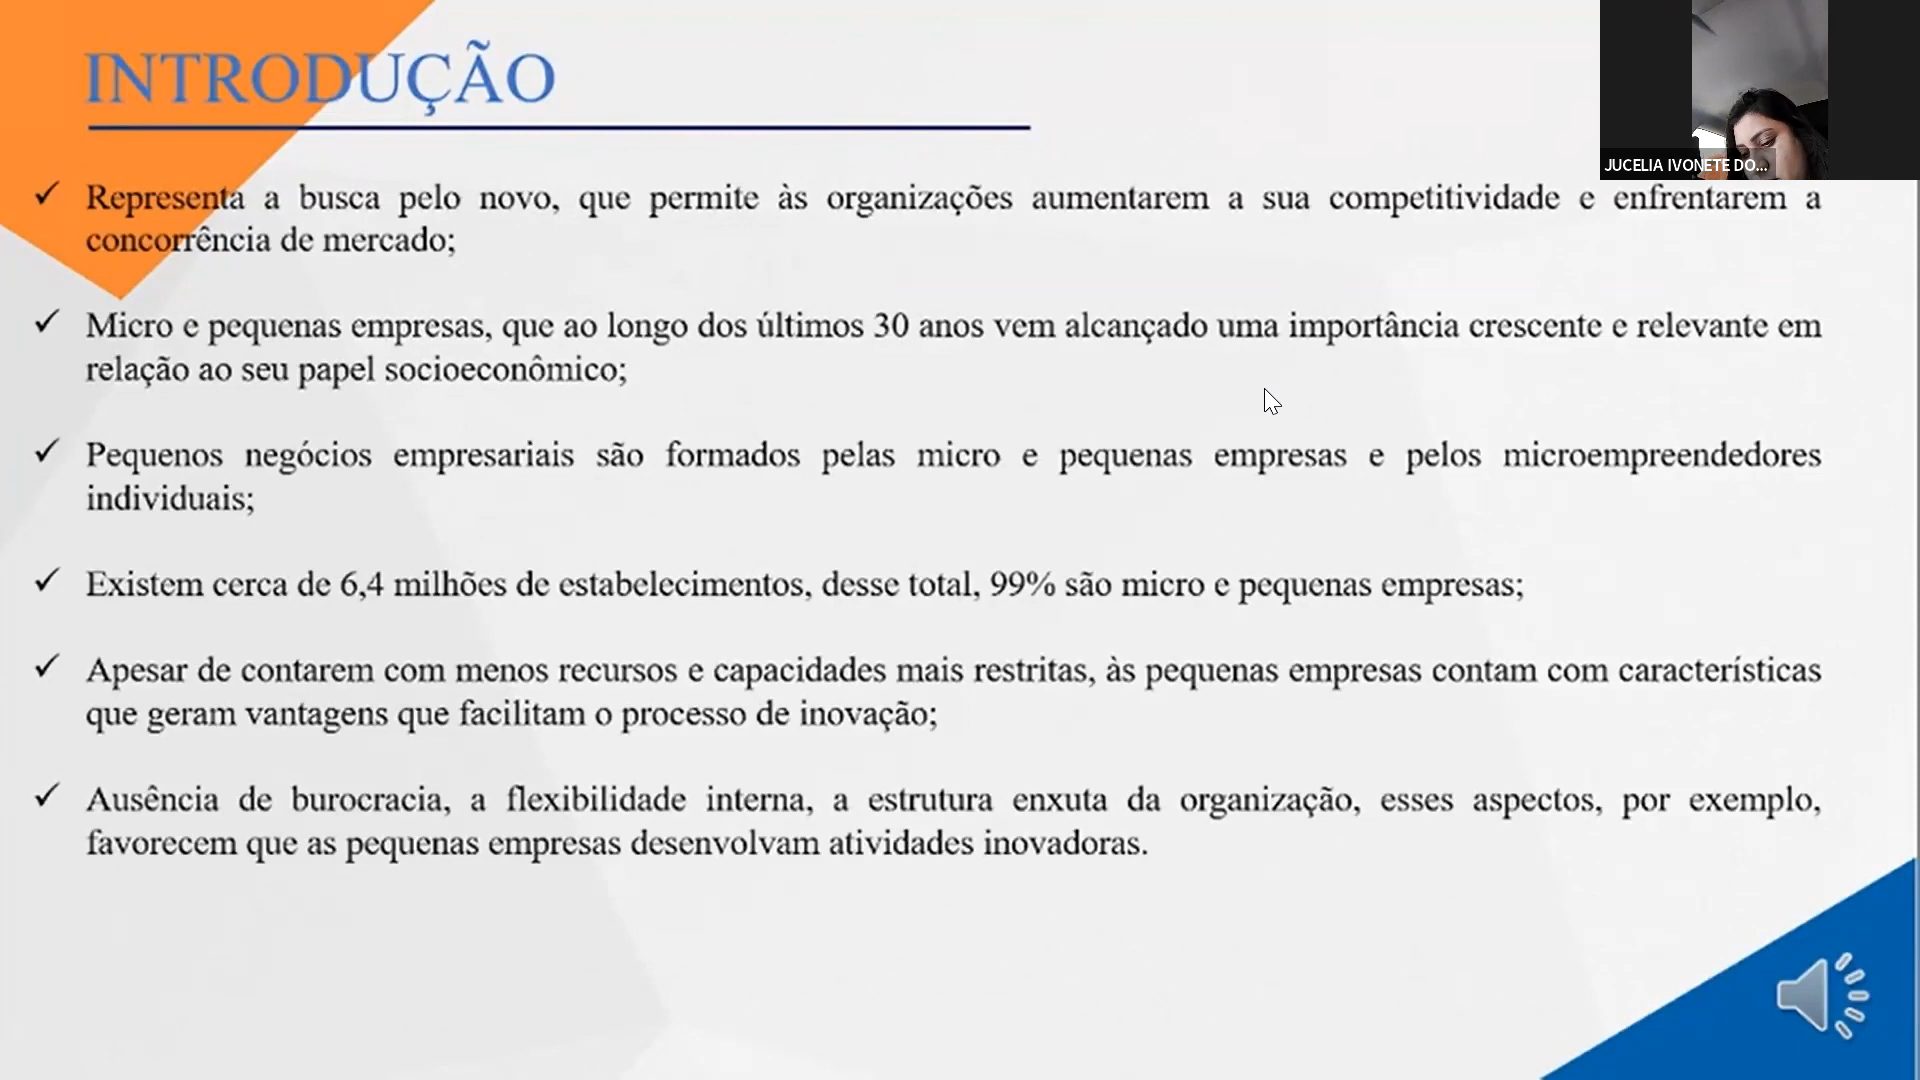 INTRODUÇÃO
JUCELIA IVONETE DO...
✓ Representa a busca pelo novo, que permite às organizações aumentarem a sua competitividade e enfrentarem a
concorrência de mercado;
✓ Micro e pequenas empresas, que ao longo dos últimos 30 anos vem alcançado uma importância crescente e relevante em
relação ao seu papel socioeconômico;
✓ Pequenos negócios empresariais são formados pelas micro e pequenas empresas e pelos microempreendedores
individuais;
✓ Existem cerca de 6,4 milhões de estabelecimentos, desse total, 99% são micro e pequenas empresas;
✓ Apesar de contarem com menos recursos e capacidades mais restritas, às pequenas empresas contam com características
que geram vantagens que facilitam o processo de inovação;
✓ Ausência de burocracia, a flexibilidade interna, a estrutura enxuta da organização, esses aspectos, por exemplo,
favorecem que as pequenas empresas desenvolvam atividades inovadoras.